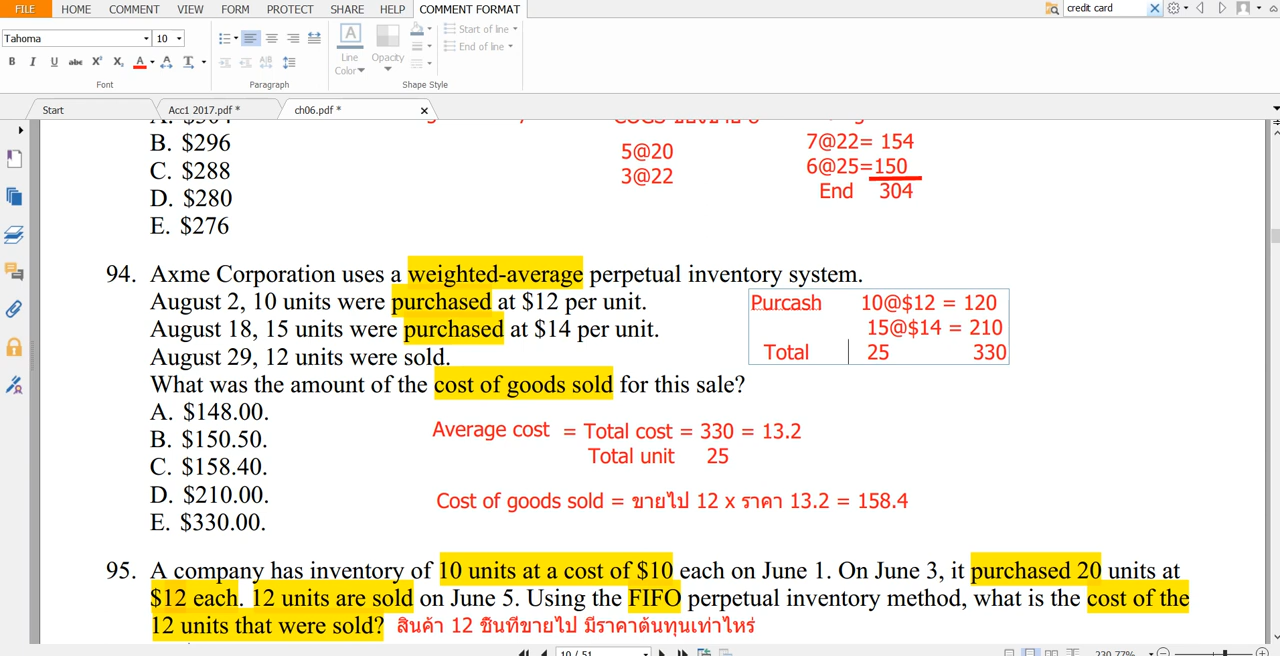 FILE HOME COMMENT VIEW FORM PROTECT SHARE HELP COMMENT FORMAT credit card
Tahoma 10 Start of line
B I U abc X² X₂ A A T Line Opacity End of line
Color
Font Paragraph Shape Style
Start Acc1 2017.pdf * ch06.pdf *
B. $296 7@22= 154
5@20
C. $288 6@25=150
3@22
D. $280 End 304
E. $276
94. Axme Corporation uses a weighted-average perpetual inventory system.
August 2, 10 units were purchased at $12 per unit. Purcash 10@$12 = 120
August 18, 15 units were purchased at $14 per unit. 15@$14 = 210
August 29, 12 units were sold. Total 25 330
What was the amount of the cost of goods sold for this sale?
A. $148.00.
B. $150.50. Average cost = Total cost = 330 = 13.2
C. $158.40. Total unit 25
D. $210.00. Cost of goods sold = ขายไป 12 x ราคา 13.2 = 158.4
E. $330.00.
95. A company has inventory of 10 units at a cost of $10 each on June 1. On June 3, it purchased 20 units at
$12 each. 12 units are sold on June 5. Using the FIFO perpetual inventory method, what is the cost of the
12 units that were sold? สินค้า 12 ชิ้นที่ขายไป มีราคาต้นทุนเท่าไหร่
10 / 51 230.77%